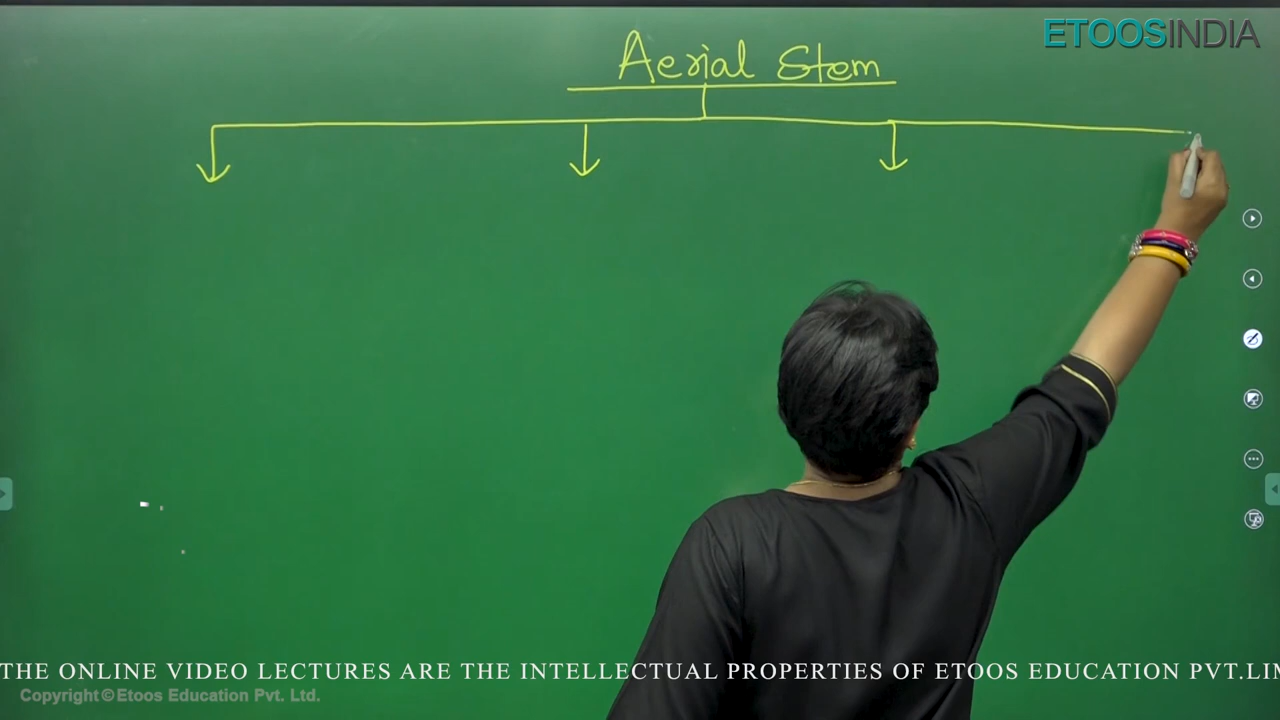 ETOOSINDIA
Aerial Stem
THE ONLINE VIDEO LECTURES ARE THE INTELLECTUAL PROPERTIES OF ETOOS EDUCATION PVT.LIM
Copyright © Etoos Education Pvt. Ltd.